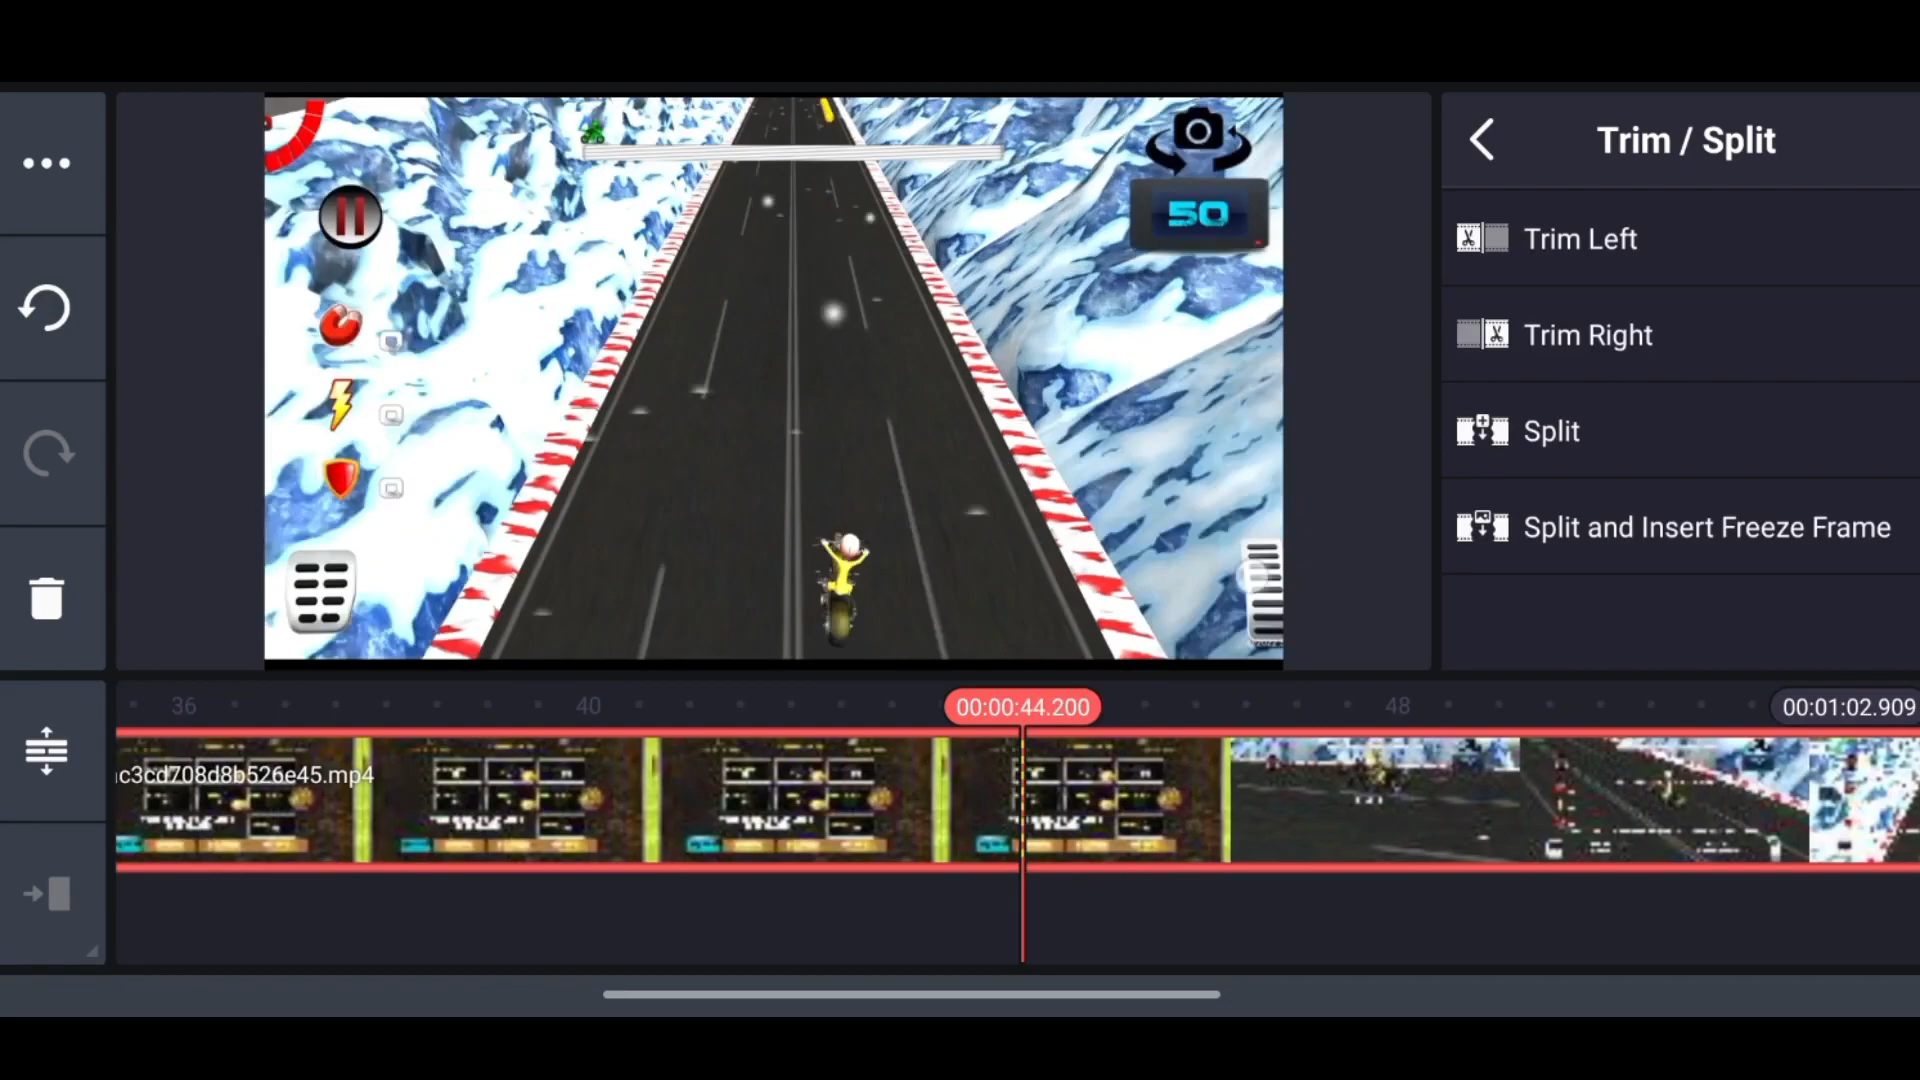 Trim / Split
50
Trim Left
Trim Right
Split
Split and Insert Freeze Frame
36
40
00:00:44.200
48
00:01:02.909
c3cd708d8b526e45.mp4